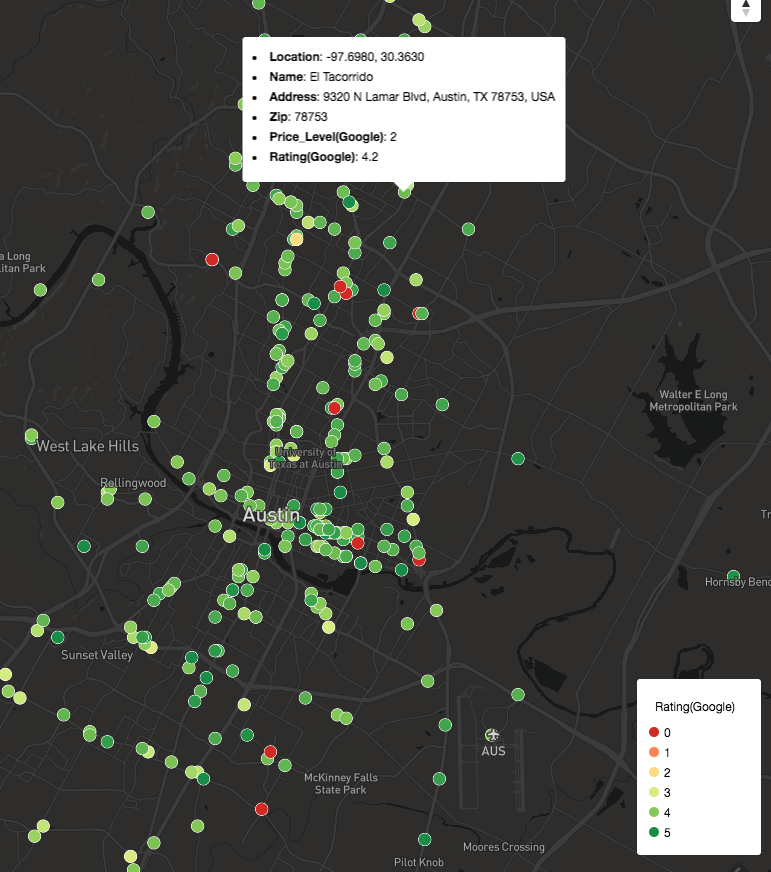 Location: -97.6980, 30.3630
Name: El Tacorrido
Address: 9320 N Lamar Blvd, Austin, TX 78753, USA
Zip: 78753
Price_Level(Google): 2
Rating(Google): 4.2
a Long
itan Park
Walter E Long
Metropolitan Park
West Lake Hills
University of
Texas at Austin
Rollingwood
Austin
Tr
Hornsby Bend
Sunset Valley
AUS
McKinney Falls
State Park
Moores Crossing
Pilot Knob
Rating(Google)
0
1
2
3
4
5